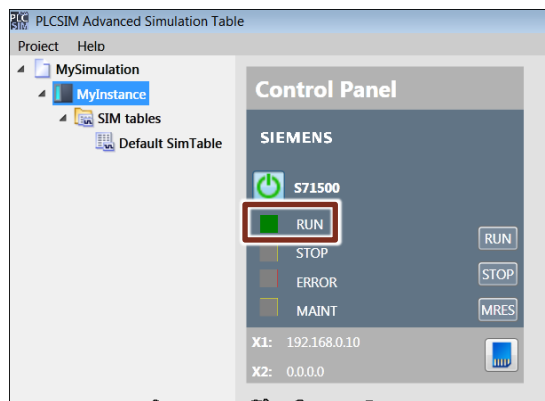 PLCSIM Advanced Simulation Table
Project Help
MySimulation
MyInstance
SIM tables
Default SimTable
Control Panel
SIEMENS
S71500
RUN
STOP
ERROR
MAINT
RUN
STOP
MRES
X1: 192.168.0.10
X2: 0.0.0.0